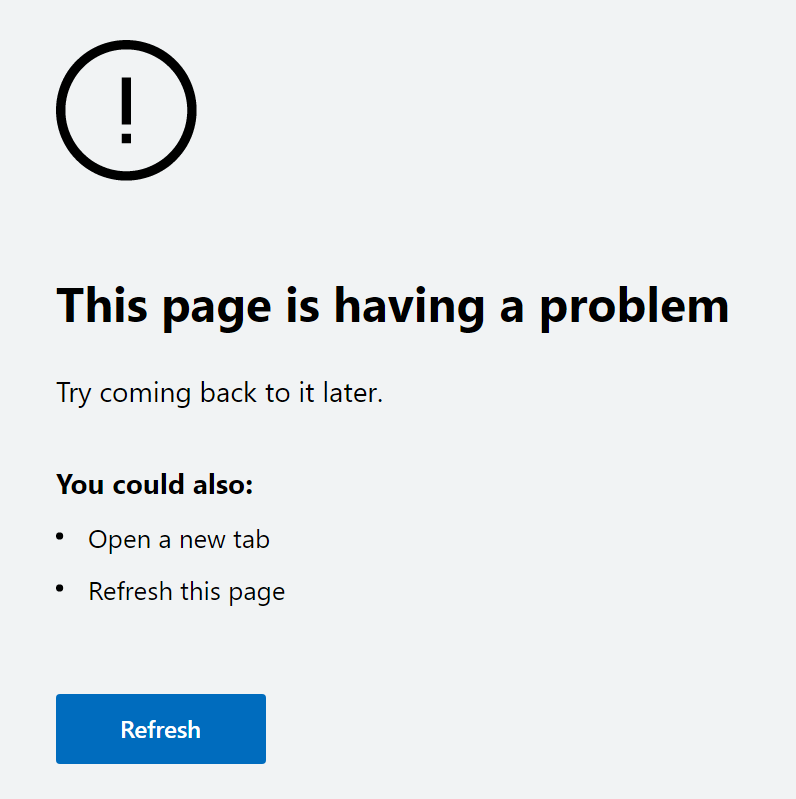 !
This page is having a problem
Try coming back to it later.
You could also:
• Open a new tab
• Refresh this page
Refresh